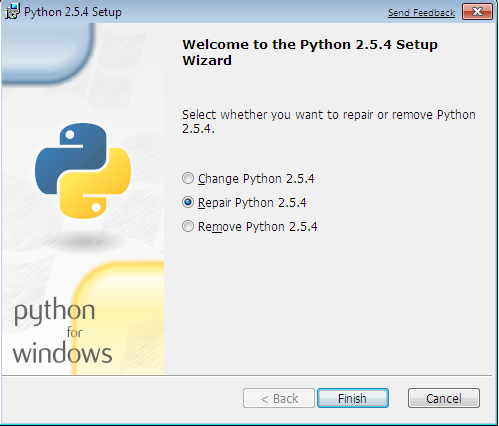 Python 2.5.4 Setup
Send Feedback
Welcome to the Python 2.5.4 Setup
Wizard
Select whether you want to repair or remove Python
2.5.4.
Change Python 2.5.4
Repair Python 2.5.4
Remove Python 2.5.4
python
for
windows
< Back
Finish
Cancel